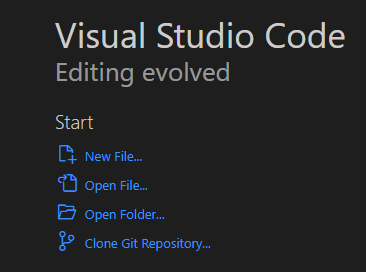 Visual Studio Code
Editing evolved
Start
New File...
Open File...
Open Folder...
Clone Git Repository...